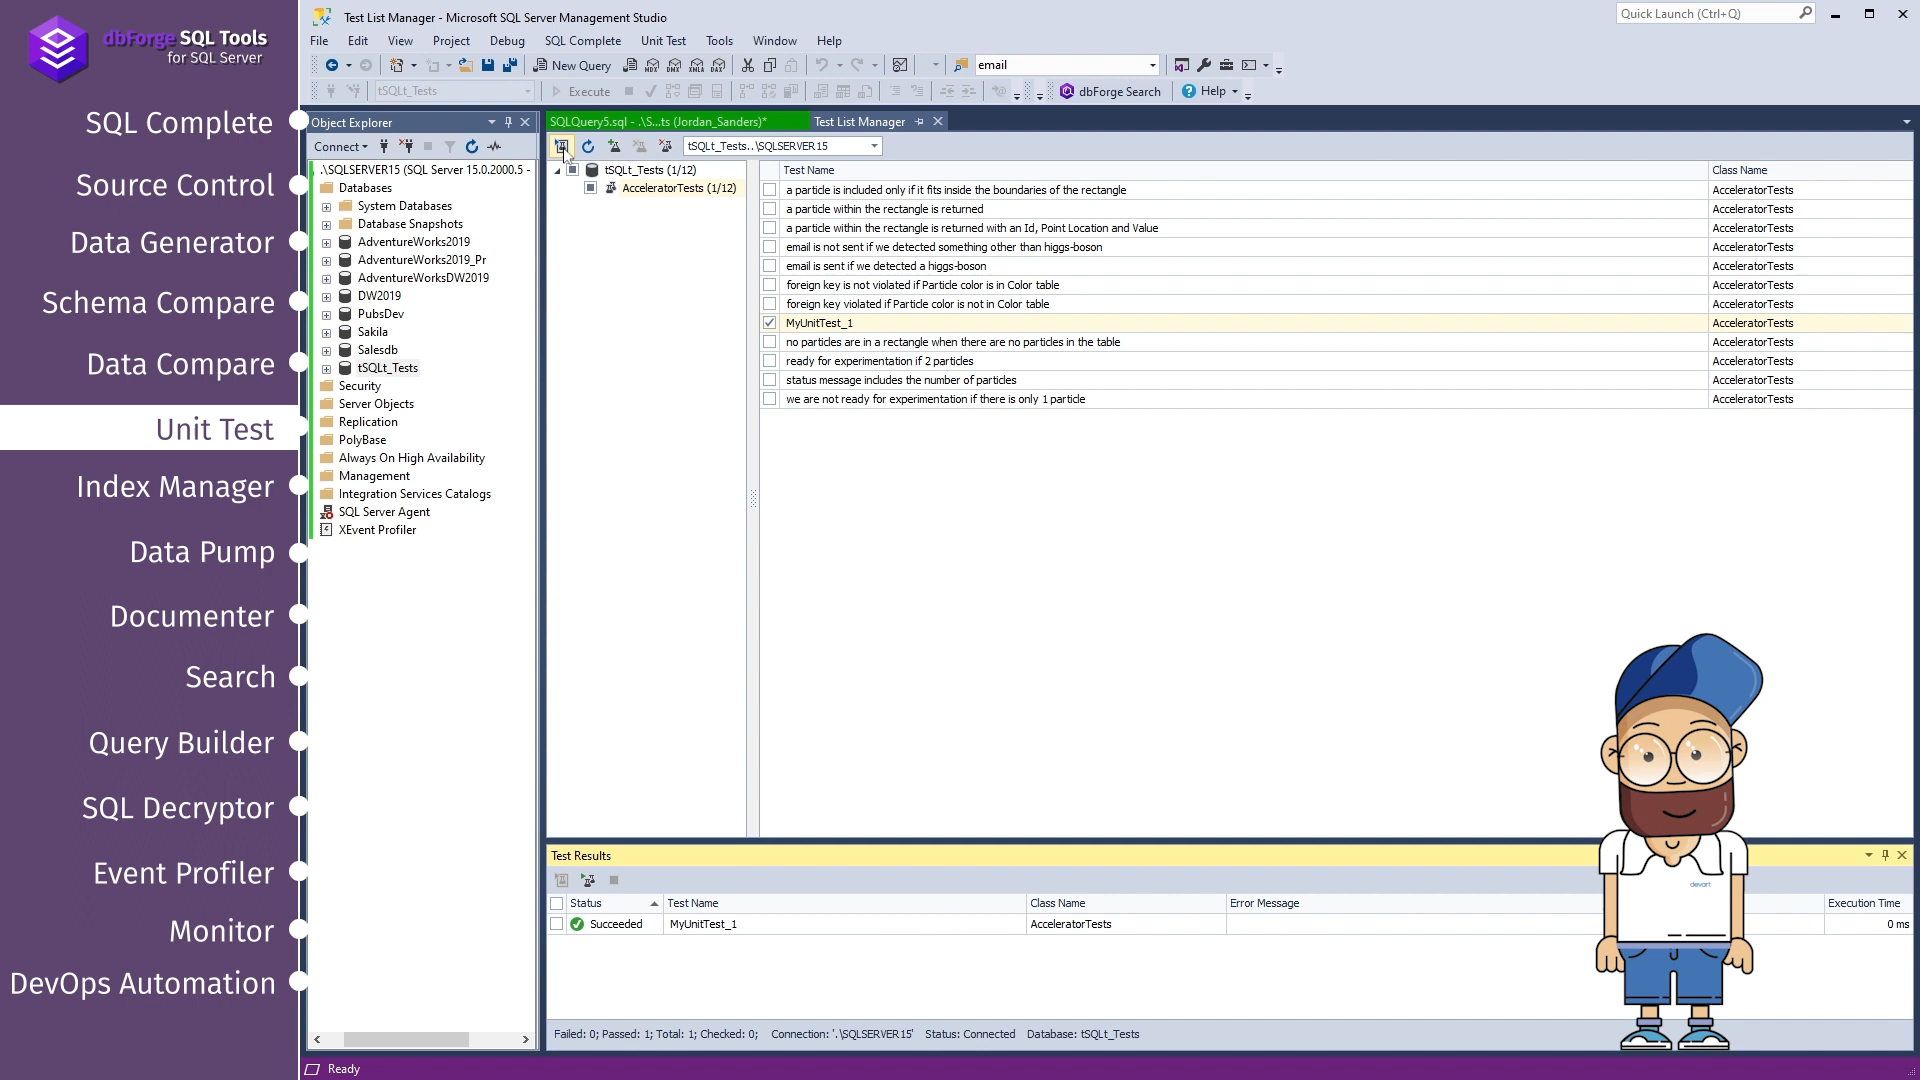 dbForge SQL Tools
for SQL Server
SQL Complete
Source Control
Data Generator
Schema Compare
Data Compare
Unit Test
Index Manager
Data Pump
Documenter
Search
Query Builder
SQL Decryptor
Event Profiler
Monitor
DevOps Automation
Test List Manager - Microsoft SQL Server Management Studio
Quick Launch (Ctrl+Q)
File Edit View Project Debug SQL Complete Unit Test Tools Window Help
New Query
MDX DMX XMLA DAX
email
tSQLt_Tests
Execute
dbForge Search
Help
Object Explorer
Connect
.\SQLSERVER15 (SQL Server 15.0.2000.5 -
Databases
System Databases
Database Snapshots
AdventureWorks2019
AdventureWorks2019_Pr
AdventureWorksDW2019
DW2019
PubsDev
Sakila
Salesdb
tSQLt_Tests
Security
Server Objects
Replication
PolyBase
Always On High Availability
Management
Integration Services Catalogs
SQL Server Agent
XEvent Profiler
SQLQuery5.sql - .\S...ts (Jordan_Sanders)*
Test List Manager
tSQLt_Tests..\SQLSERVER15
tSQLt_Tests (1/12)
AcceleratorTests (1/12)
Test Name Class Name
a particle is included only if it fits inside the boundaries of the rectangle AcceleratorTests
a particle within the rectangle is returned AcceleratorTests
a particle within the rectangle is returned with an Id, Point Location and Value AcceleratorTests
email is not sent if we detected something other than higgs-boson AcceleratorTests
email is sent if we detected a higgs-boson AcceleratorTests
foreign key is not violated if Particle color is in Color table AcceleratorTests
foreign key violated if Particle color is not in Color table AcceleratorTests
MyUnitTest_1 AcceleratorTests
no particles are in a rectangle when there are no particles in the table AcceleratorTests
ready for experimentation if 2 particles AcceleratorTests
status message includes the number of particles AcceleratorTests
we are not ready for experimentation if there is only 1 particle AcceleratorTests
Test Results
Status Test Name Class Name Error Message Execution Time
Succeeded MyUnitTest_1 AcceleratorTests 0 ms
Failed: 0; Passed: 1; Total: 1; Checked: 0; Connection: '.\SQLSERVER15' Status: Connected Database: tSQLt_Tests
devart
Ready